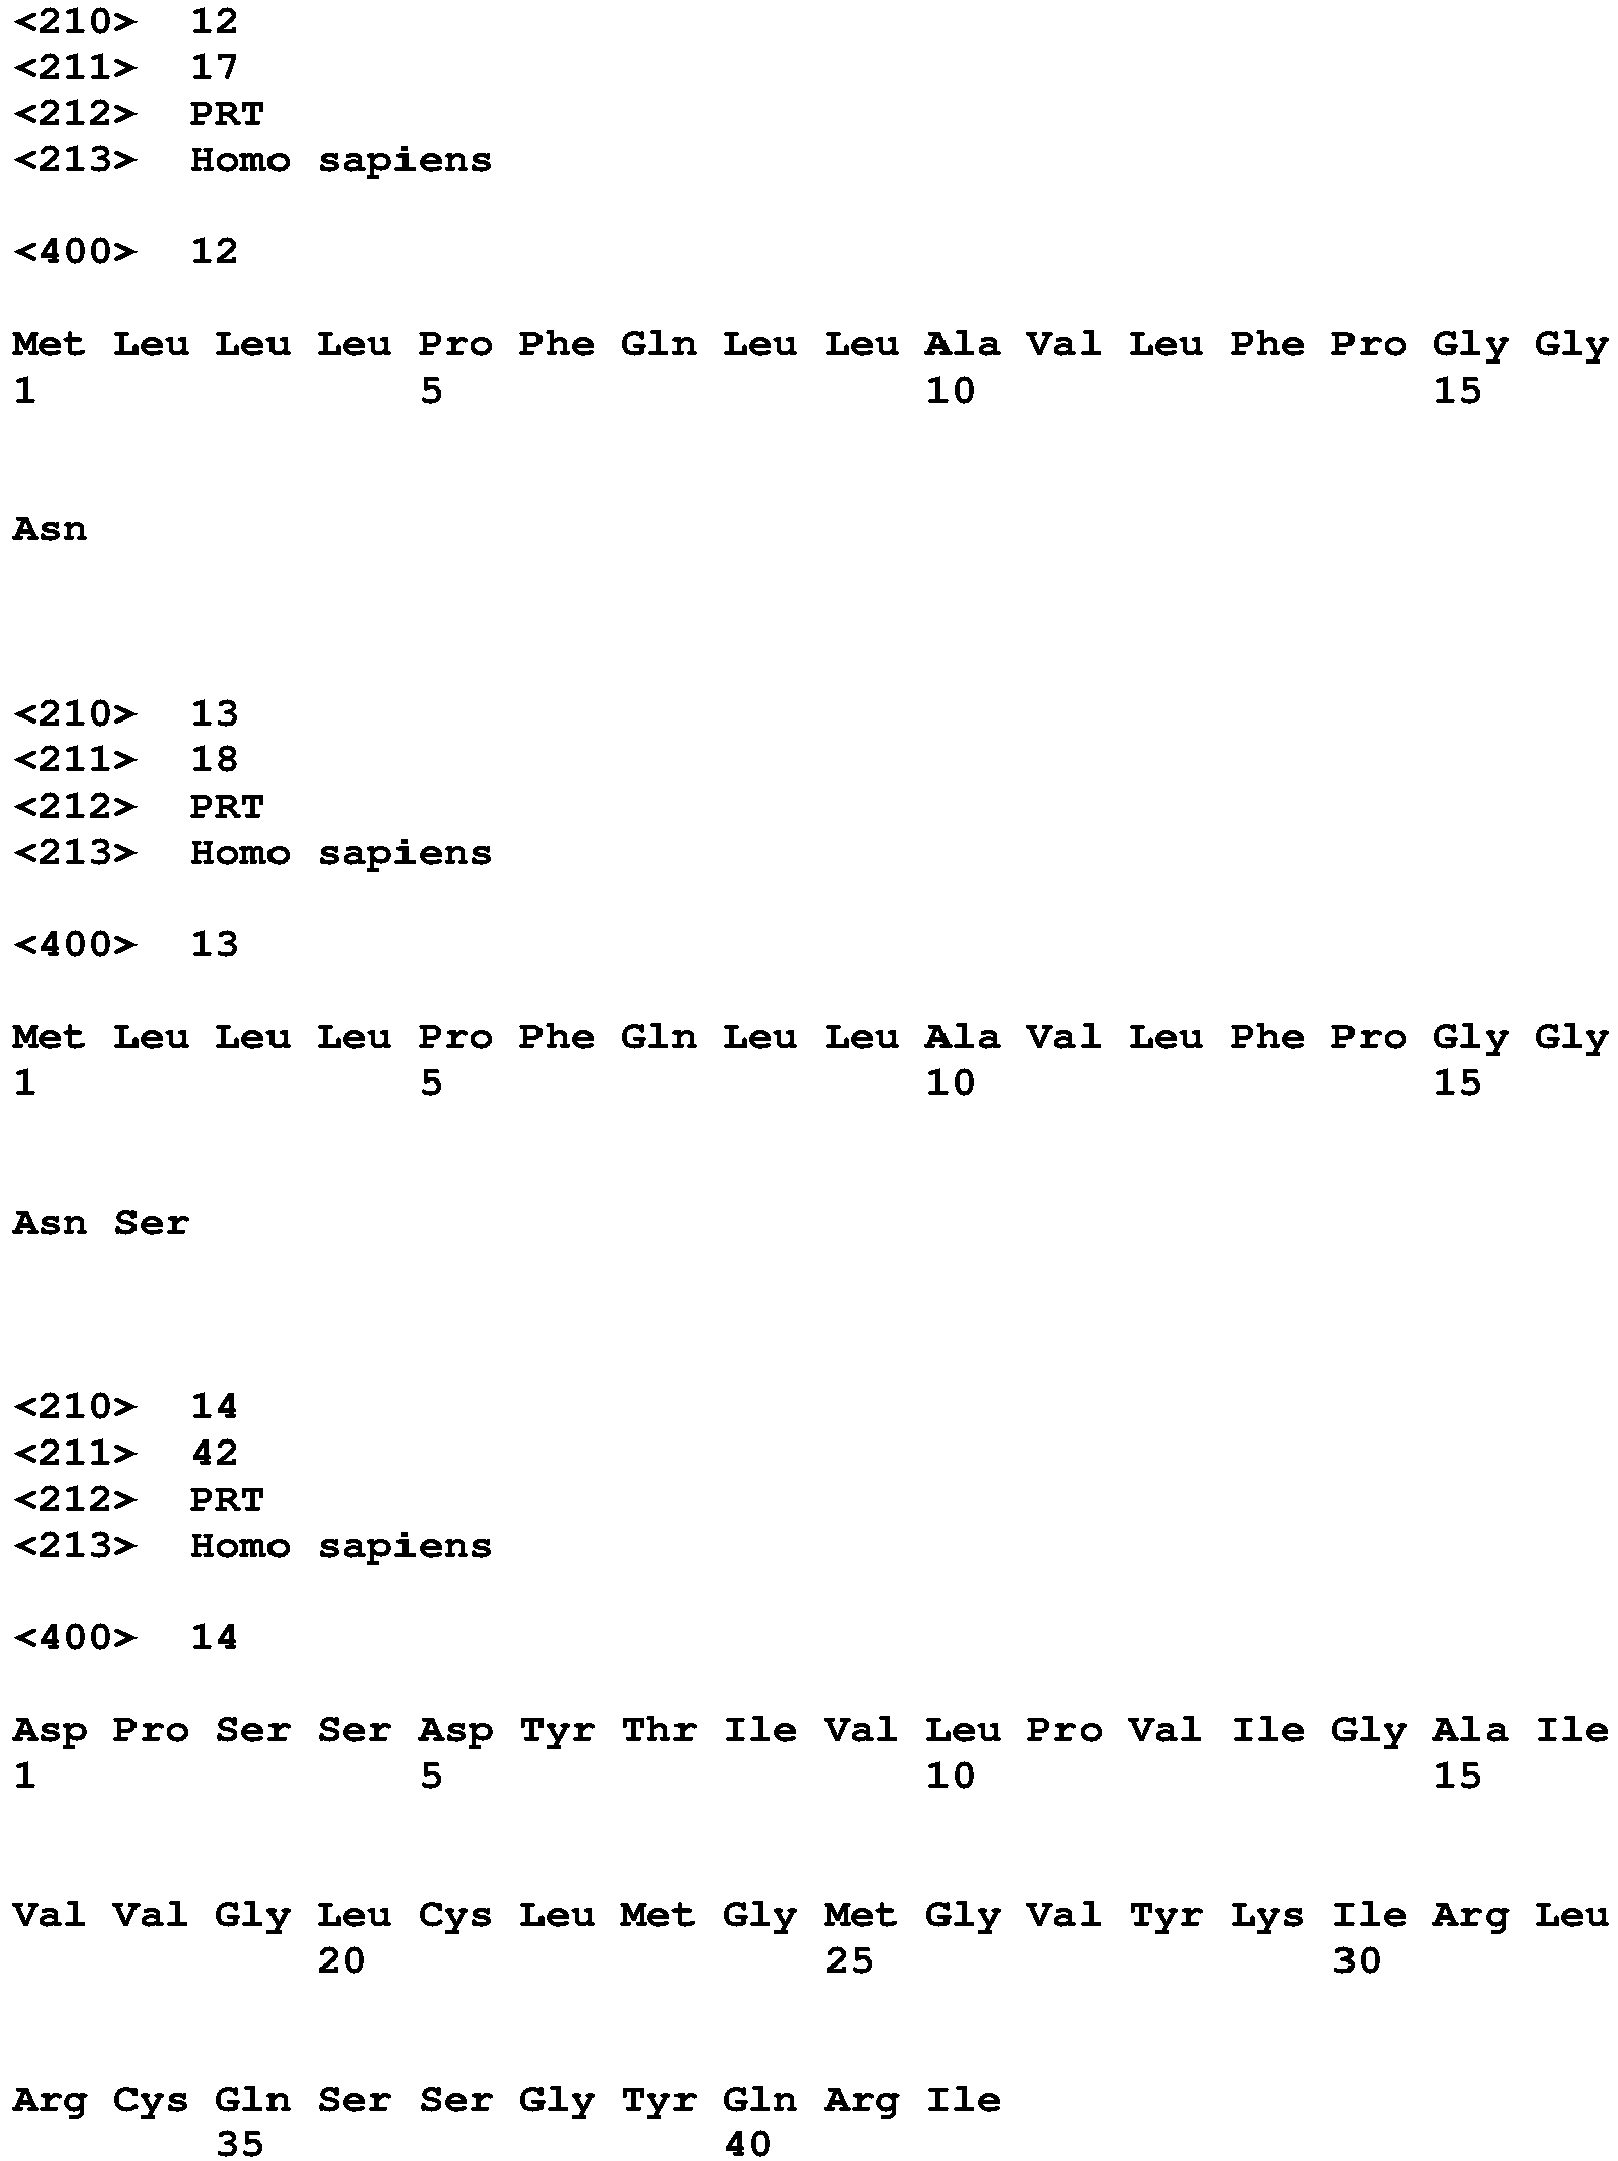 <210> 12
<211> 17
<212> PRT
<213> Homo sapiens
<400> 12
Met Leu Leu Leu Pro Phe Gln Leu Leu Ala Val Leu Phe Pro Gly Gly
1 5 10 15
Asn
<210> 13
<211> 18
<212> PRT
<213> Homo sapiens
<400> 13
Met Leu Leu Leu Pro Phe Gln Leu Leu Ala Val Leu Phe Pro Gly Gly
1 5 10 15
Asn Ser
<210> 14
<211> 42
<212> PRT
<213> Homo sapiens
<400> 14
Asp Pro Ser Ser Asp Tyr Thr Ile Val Leu Pro Val Ile Gly Ala Ile
1 5 10 15
Val Val Gly Leu Cys Leu Met Gly Met Gly Val Tyr Lys Ile Arg Leu
20 25 30
Arg Cys Gln Ser Ser Gly Tyr Gln Arg Ile
35 40